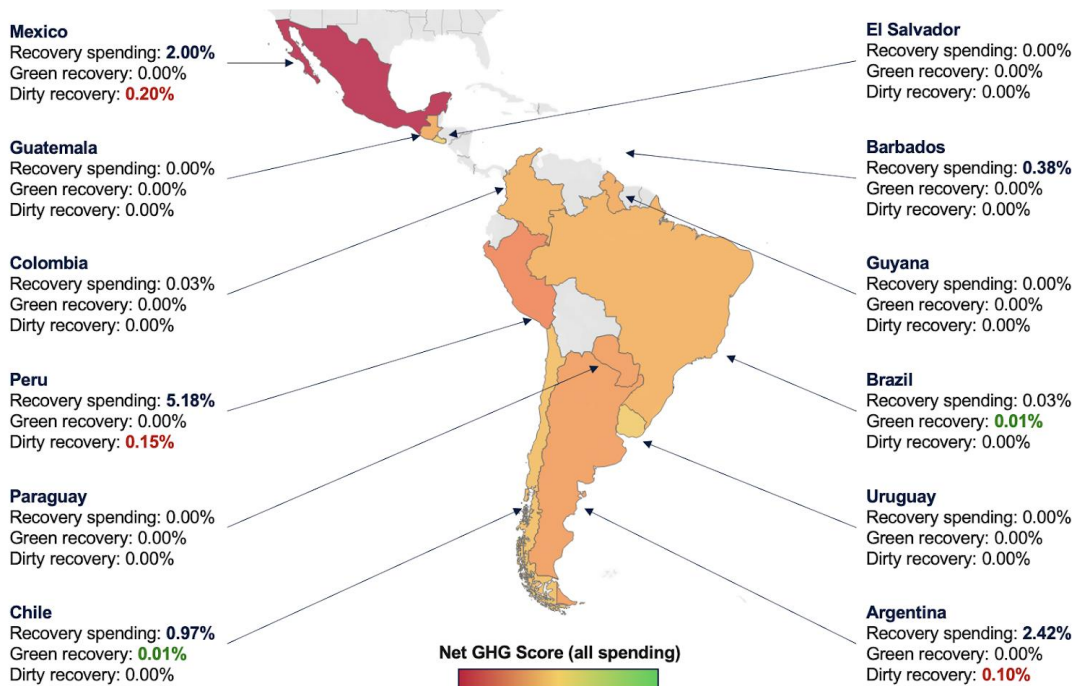 Mexico
Recovery spending: 2.00%
Green recovery: 0.00%
Dirty recovery: 0.20%
Guatemala
Recovery spending: 0.00%
Green recovery: 0.00%
Dirty recovery: 0.00%
Colombia
Recovery spending: 0.03%
Green recovery: 0.00%
Dirty recovery: 0.00%
Peru
Recovery spending: 5.18%
Green recovery: 0.00%
Dirty recovery: 0.15%
Paraguay
Recovery spending: 0.00%
Green recovery: 0.00%
Dirty recovery: 0.00%
Chile
Recovery spending: 0.97%
Green recovery: 0.01%
Dirty recovery: 0.00%
El Salvador
Recovery spending: 0.00%
Green recovery: 0.00%
Dirty recovery: 0.00%
Barbados
Recovery spending: 0.38%
Green recovery: 0.00%
Dirty recovery: 0.00%
Guyana
Recovery spending: 0.00%
Green recovery: 0.00%
Dirty recovery: 0.00%
Brazil
Recovery spending: 0.03%
Green recovery: 0.01%
Dirty recovery: 0.00%
Uruguay
Recovery spending: 0.00%
Green recovery: 0.00%
Dirty recovery: 0.00%
Argentina
Recovery spending: 2.42%
Green recovery: 0.00%
Dirty recovery: 0.10%
Net GHG Score (all spending)